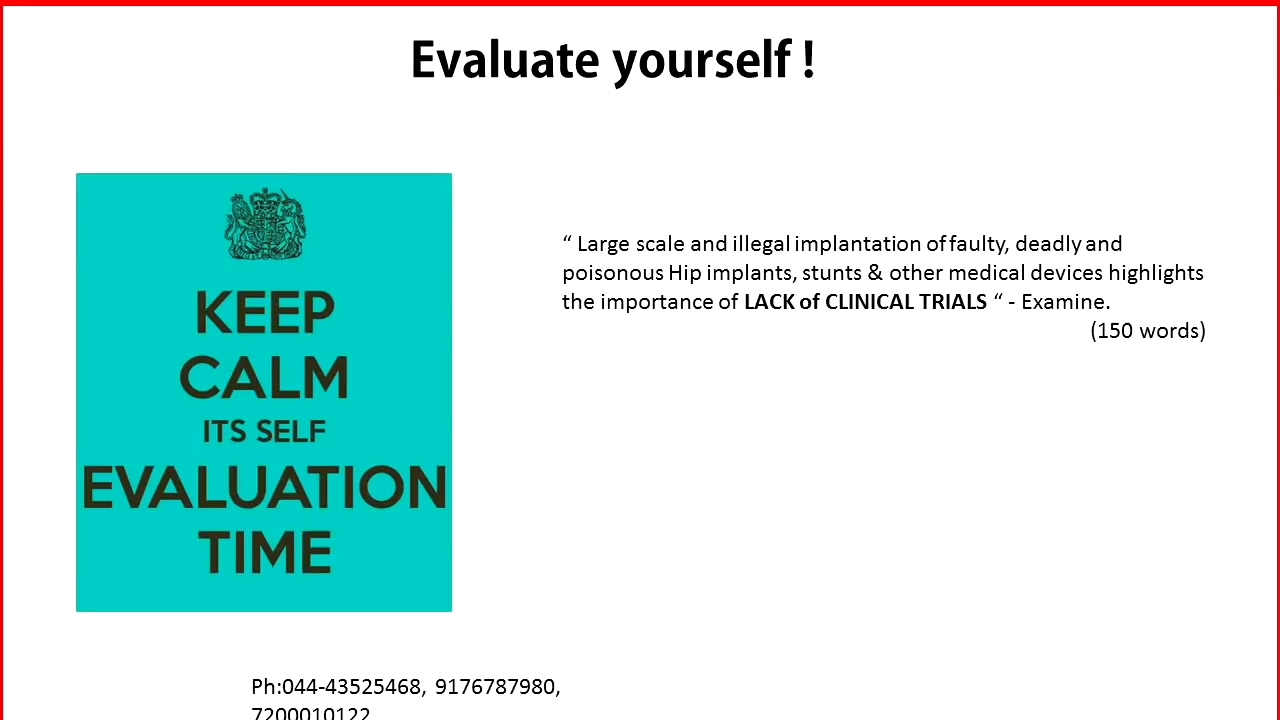 Evaluate yourself !
KEEP
CALM
ITS SELF
EVALUATION
TIME
“ Large scale and illegal implantation of faulty, deadly and
poisonous Hip implants, stunts & other medical devices highlights
the importance of LACK of CLINICAL TRIALS “ - Examine.
(150 words)
Ph:044-43525468, 9176787980,
7200010122